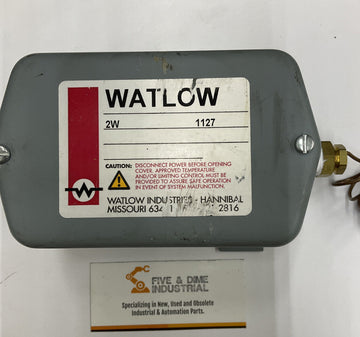 WATLOW
2W 1127
CAUTION: DISCONNECT POWER BEFORE OPENING
COVER. APPROVED TEMPERATURE
AND/OR LIMITING CONTROL MUST BE
PROVIDED TO ASSURE SAFE OPERATION
IN EVENT OF SYSTEM MALFUNCTION.
WATLOW INDUSTRIES - HANNIBAL
MISSOURI 634 2816
FIVE & DIME
INDUSTRIAL
Specializing in New, Used and Obsolete
Industrial & Automation Parts.